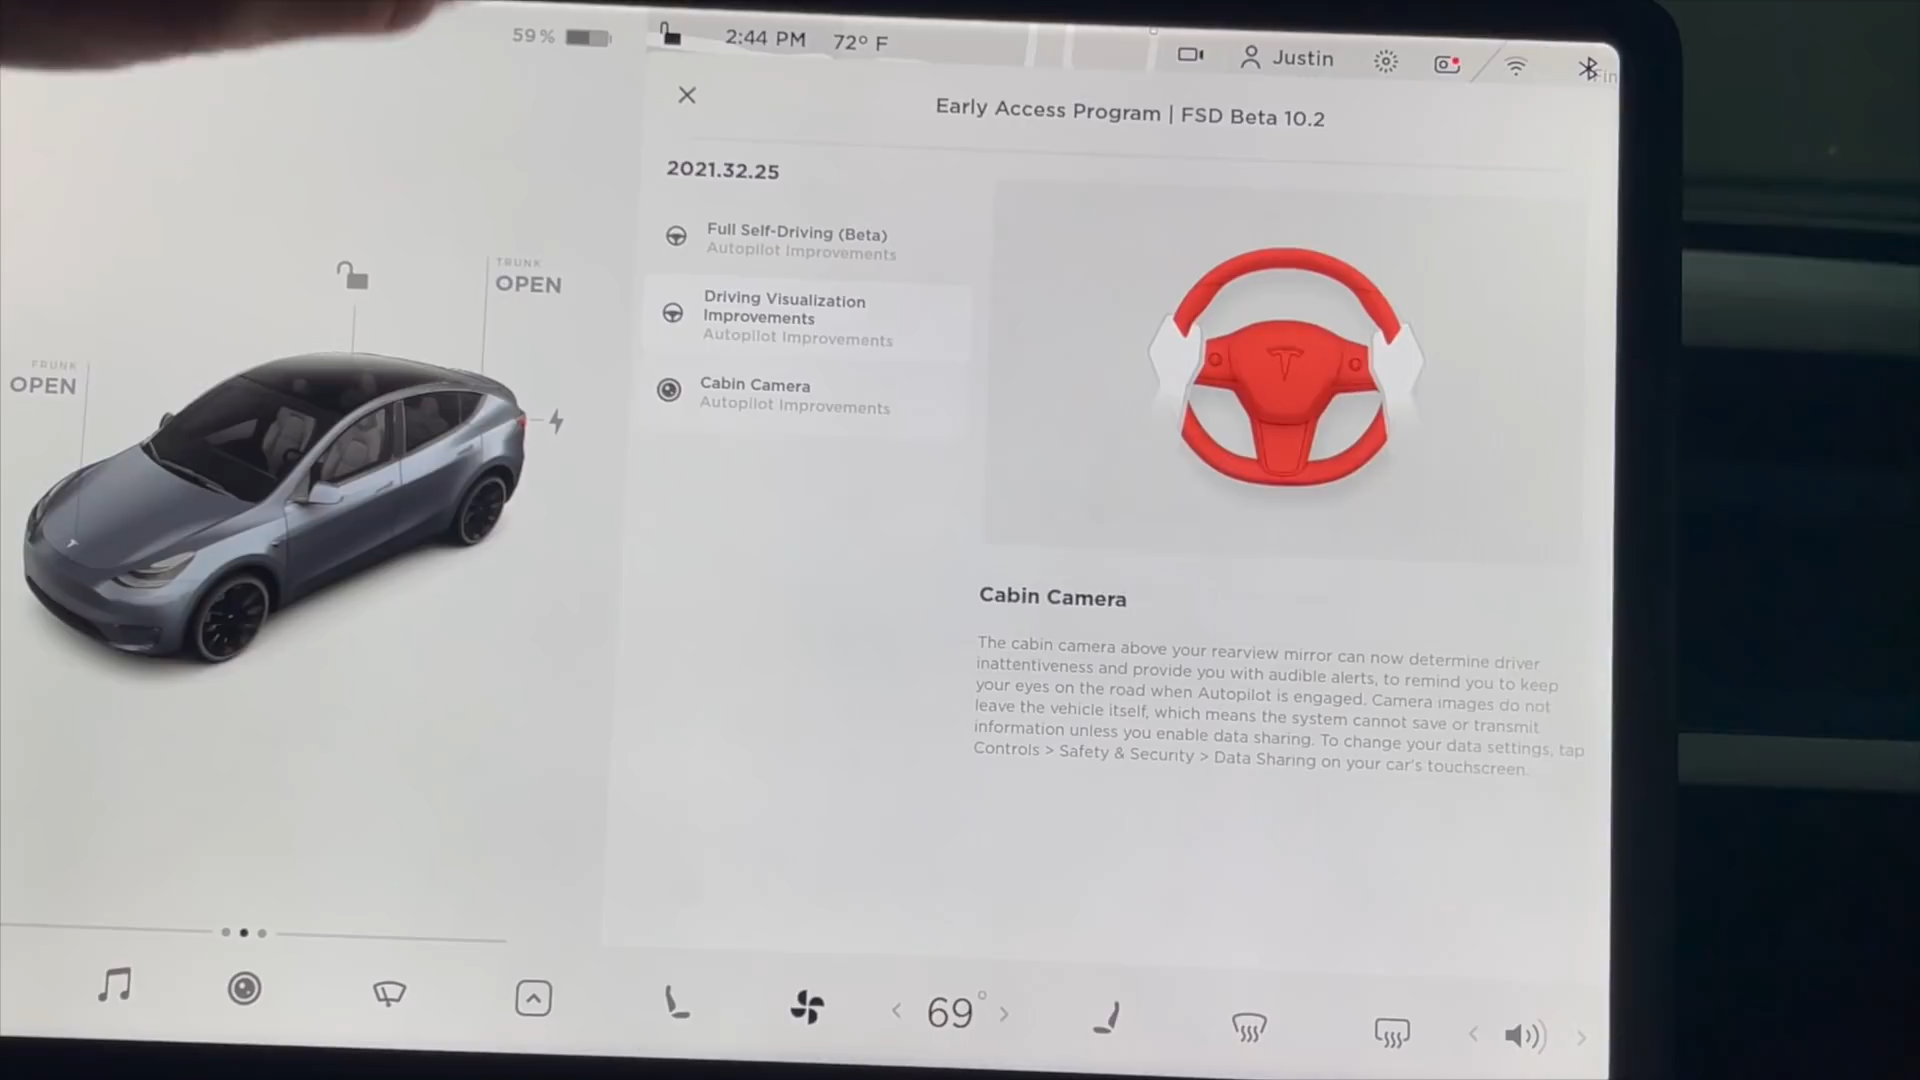 59%
2:44 PM
72° F
Justin
Early Access Program | FSD Beta 10.2
2021.32.25
Full Self-Driving (Beta)
Autopilot Improvements
Driving Visualization
Improvements
Autopilot Improvements
Cabin Camera
Autopilot Improvements
TRUNK
OPEN
FRUNK
OPEN
Cabin Camera
The cabin camera above your rearview mirror can now determine driver
inattentiveness and provide you with audible alerts, to remind you to keep
your eyes on the road when Autopilot is engaged. Camera images do not
leave the vehicle itself, which means the system cannot save or transmit
information unless you enable data sharing. To change your data settings, tap
Controls > Safety & Security > Data Sharing on your car's touchscreen.
69°